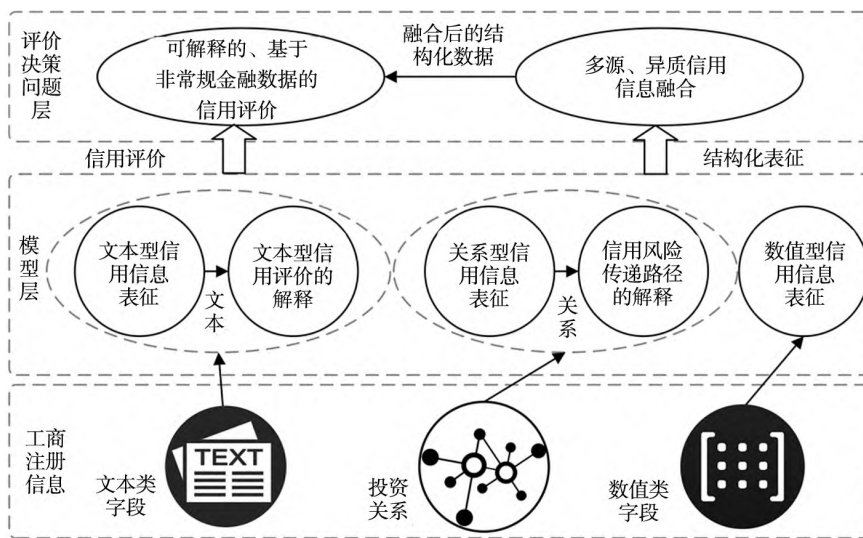 评价
决策
问题
层
可解释的、基于
非常规金融数据的
信用评价
融合后的结
构化数据
多源、异质信用
信息融合
信用评价
结构化表征
模
型
层
文本型信
用信息
表征
文本型信
用评价的
解释
文
本
关系型信
用信息
表征
信用风险
传递路径
的解释
关
系
数值型信
用信息
表征
工商
注册
信息
文本类
字段
TEXT
投资
关系
数值类
字段